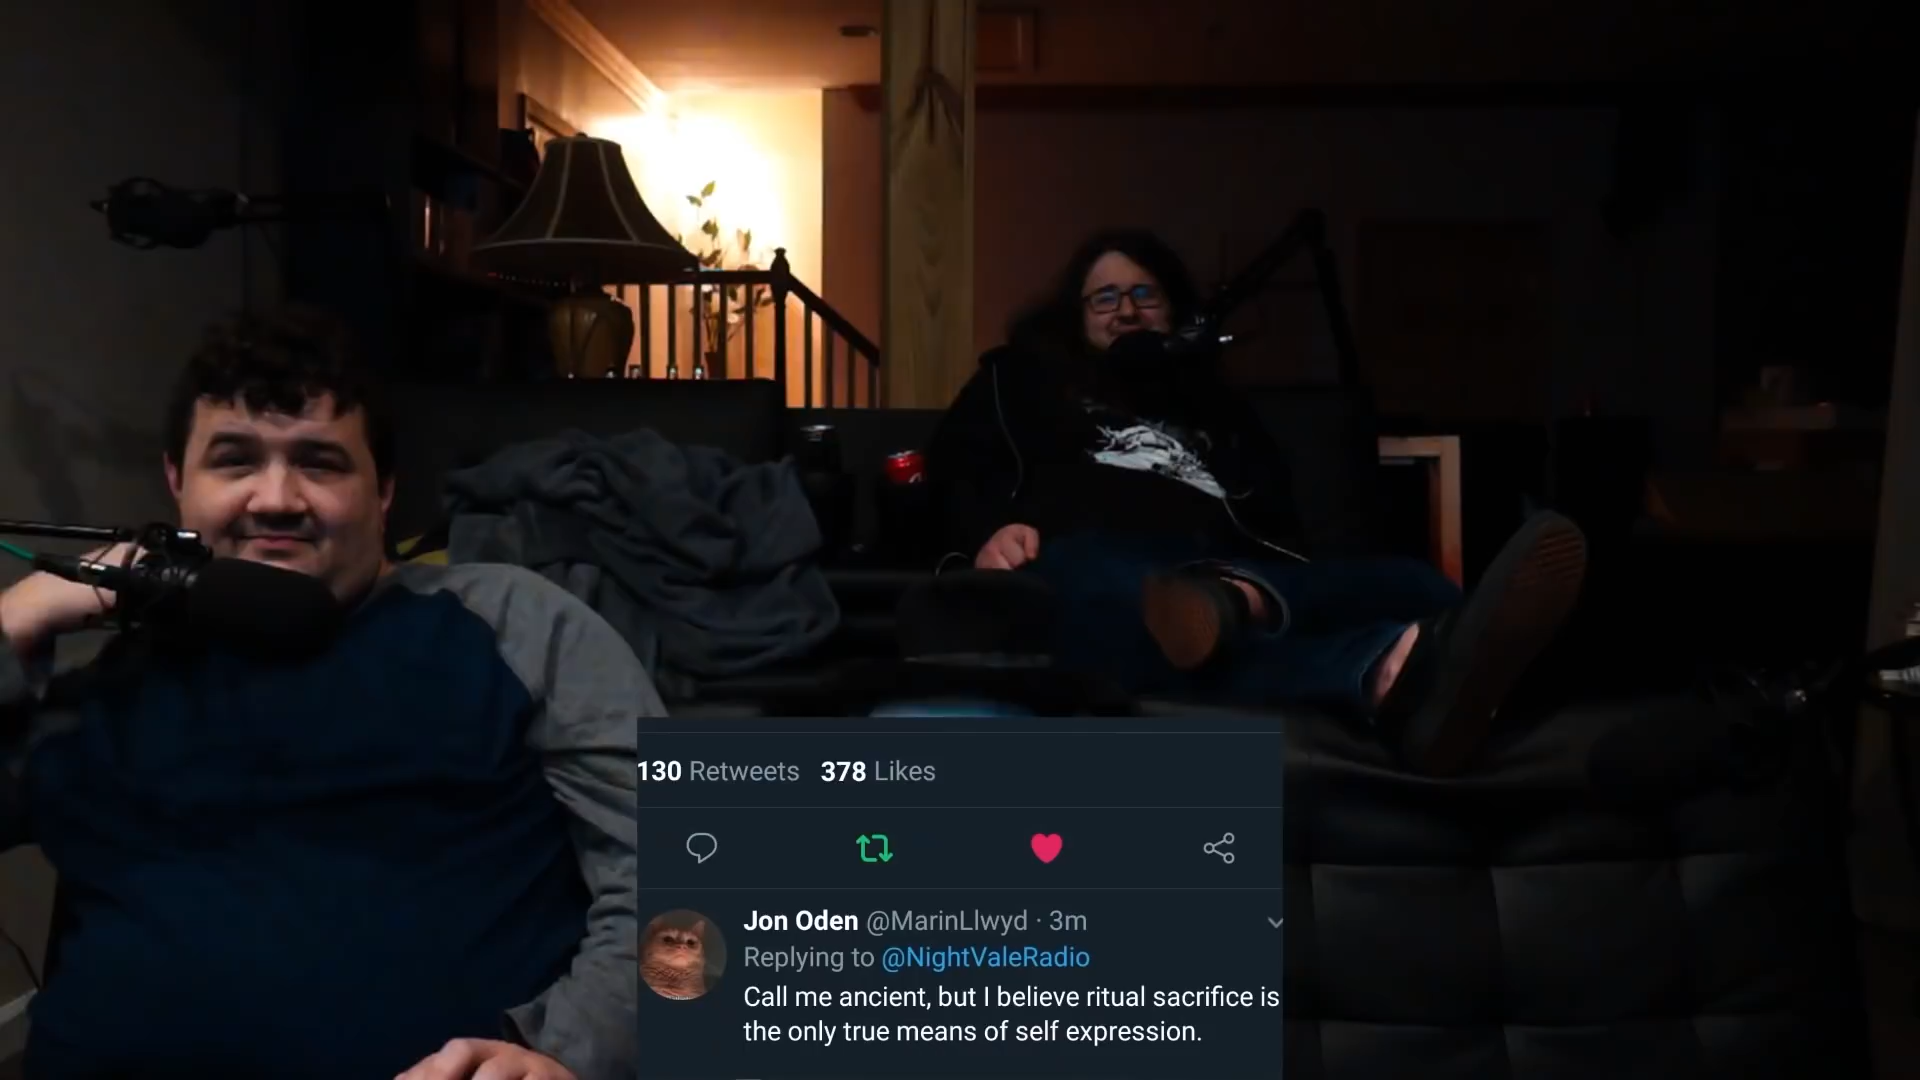 130 Retweets 378 Likes
Jon Oden @MarinLlwyd · 3m
Replying to @NightValeRadio
Call me ancient, but I believe ritual sacrifice is
the only true means of self expression.